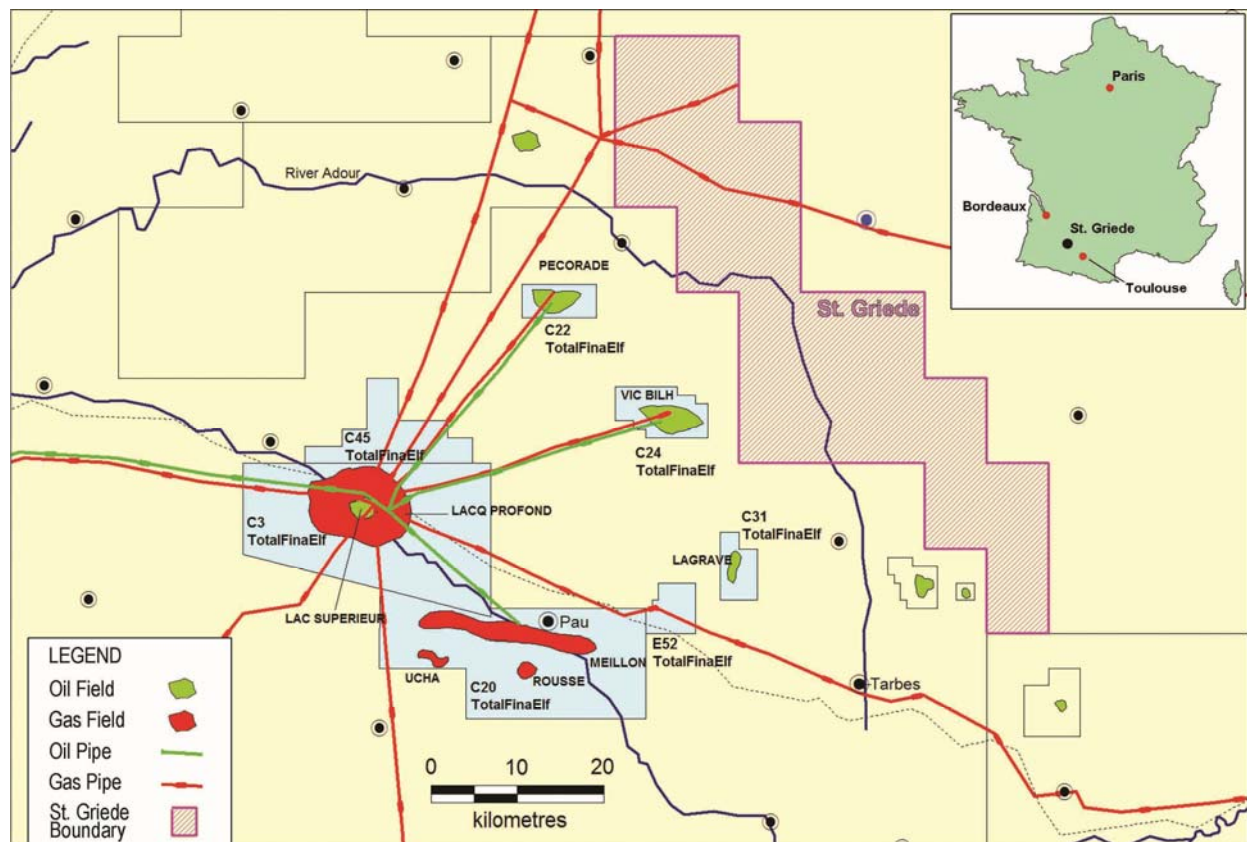 Paris
Bordeaux
St. Griede
Toulouse
River Adour
PECORADE
C22
TotalFinaElf
St. Griede
VIC BILH
C24
TotalFinaElf
C45
TotalFinaElf
C3
TotalFinaElf
LACQ PROFOND
C31
TotalFinaElf
LAGRAVE
LAC SUPERIEUR
Pau
E52
TotalFinaElf
MEILLON
UCHA
ROUSSE
C20
TotalFinaElf
Tarbes
LEGEND
Oil Field
Gas Field
Oil Pipe
Gas Pipe
St. Griede
Boundary
0 10 20
kilometres